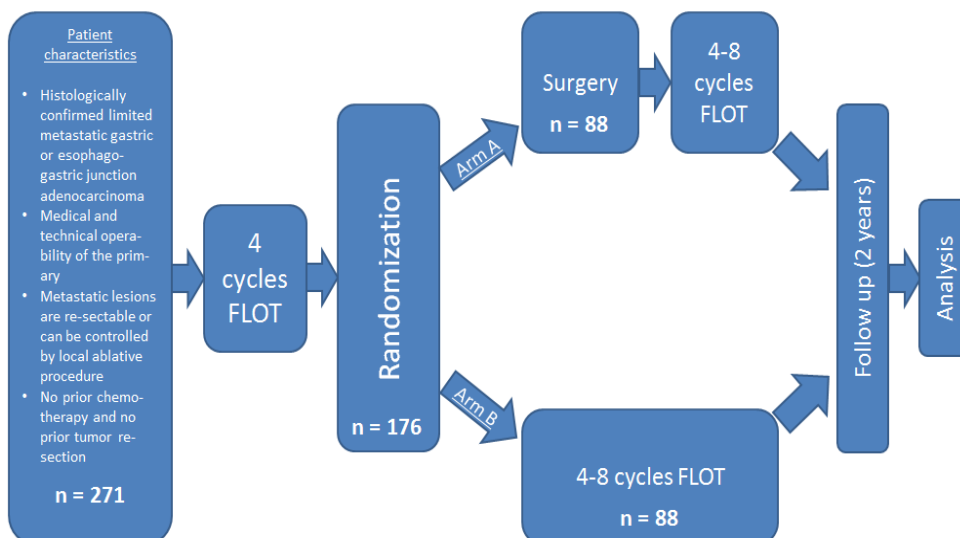 Patient
characteristics
• Histologically
confirmed limited
metastatic gastric
or esophago-
gastric junction
adenocarcinoma
• Medical and
technical opera-
bility of the prim-
ary
• Metastatic lesions
are re-sectable or
can be controlled
by local ablative
procedure
• No prior chemo-
therapy and no
prior tumor re-
section
n = 271
4
cycles
FLOT
Randomization
n = 176
Arm A
Surgery
n = 88
4-8
cycles
FLOT
Arm B
4-8 cycles FLOT
n = 88
Follow up (2 years)
Analysis